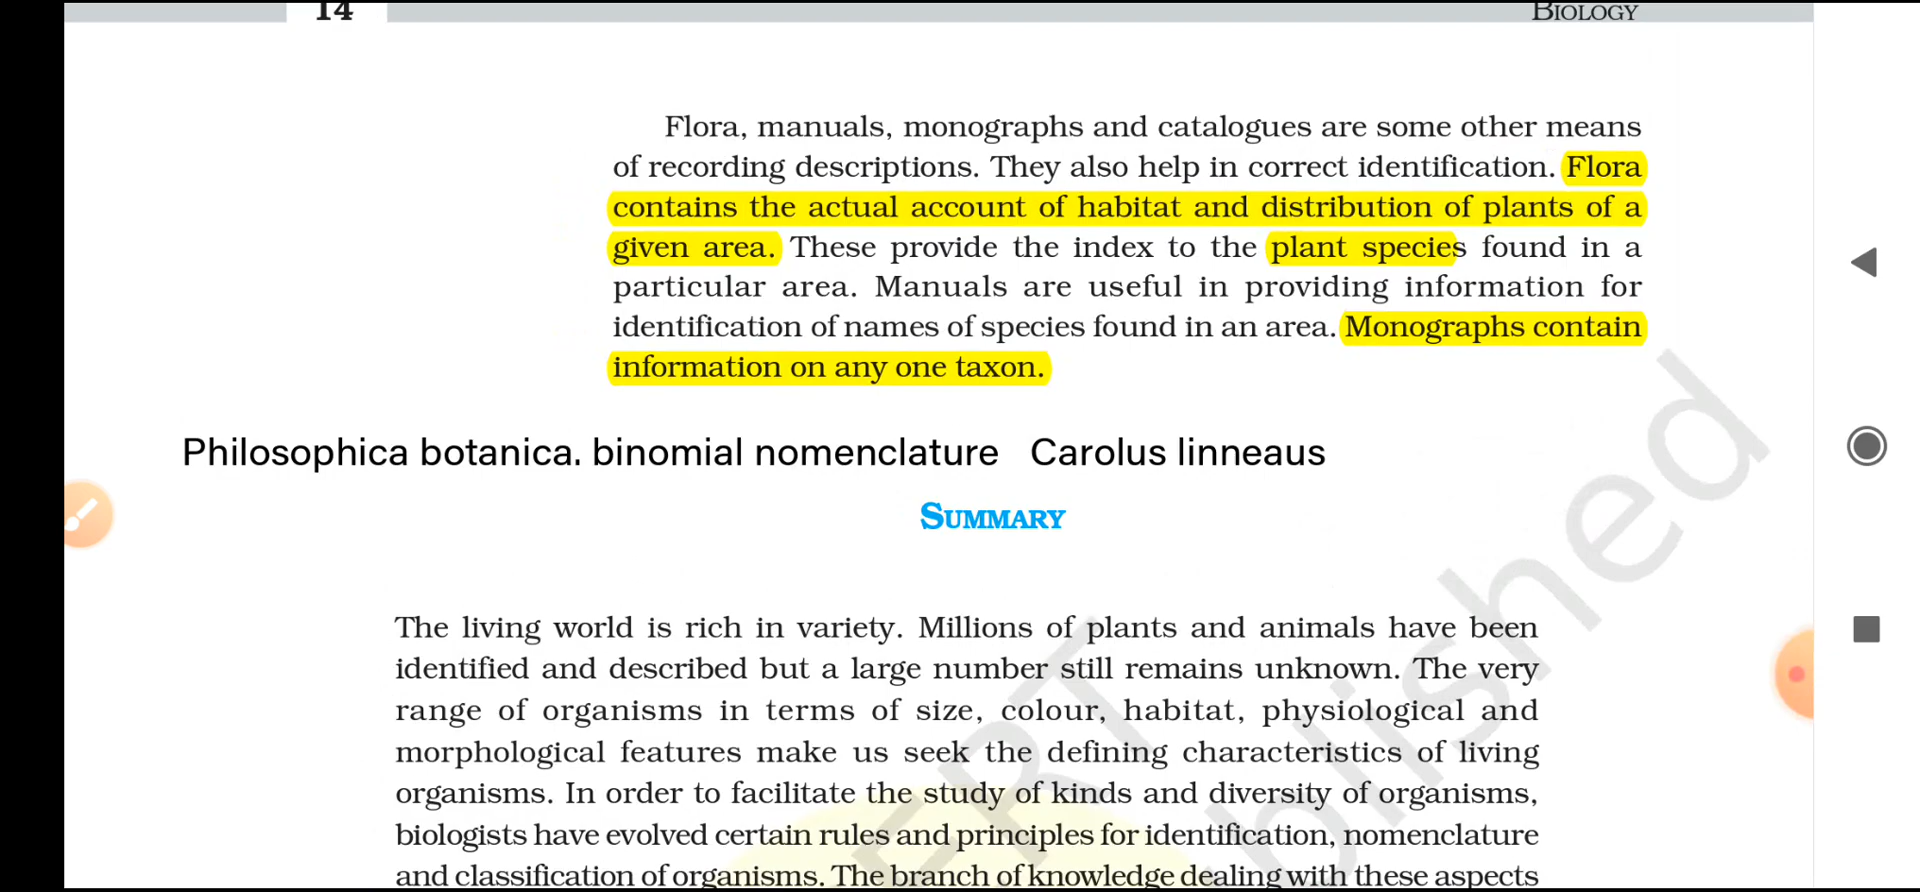 14
BIOLOGY
Flora, manuals, monographs and catalogues are some other means
of recording descriptions. They also help in correct identification. Flora
contains the actual account of habitat and distribution of plants of a
given area. These provide the index to the plant species found in a
particular area. Manuals are useful in providing information for
identification of names of species found in an area. Monographs contain
information on any one taxon.
Philosophica botanica. binomial nomenclature Carolus linneaus
SUMMARY
The living world is rich in variety. Millions of plants and animals have been
identified and described but a large number still remains unknown. The very
range of organisms in terms of size, colour, habitat, physiological and
morphological features make us seek the defining characteristics of living
organisms. In order to facilitate the study of kinds and diversity of organisms,
biologists have evolved certain rules and principles for identification, nomenclature
and classification of organisms. The branch of knowledge dealing with these aspects